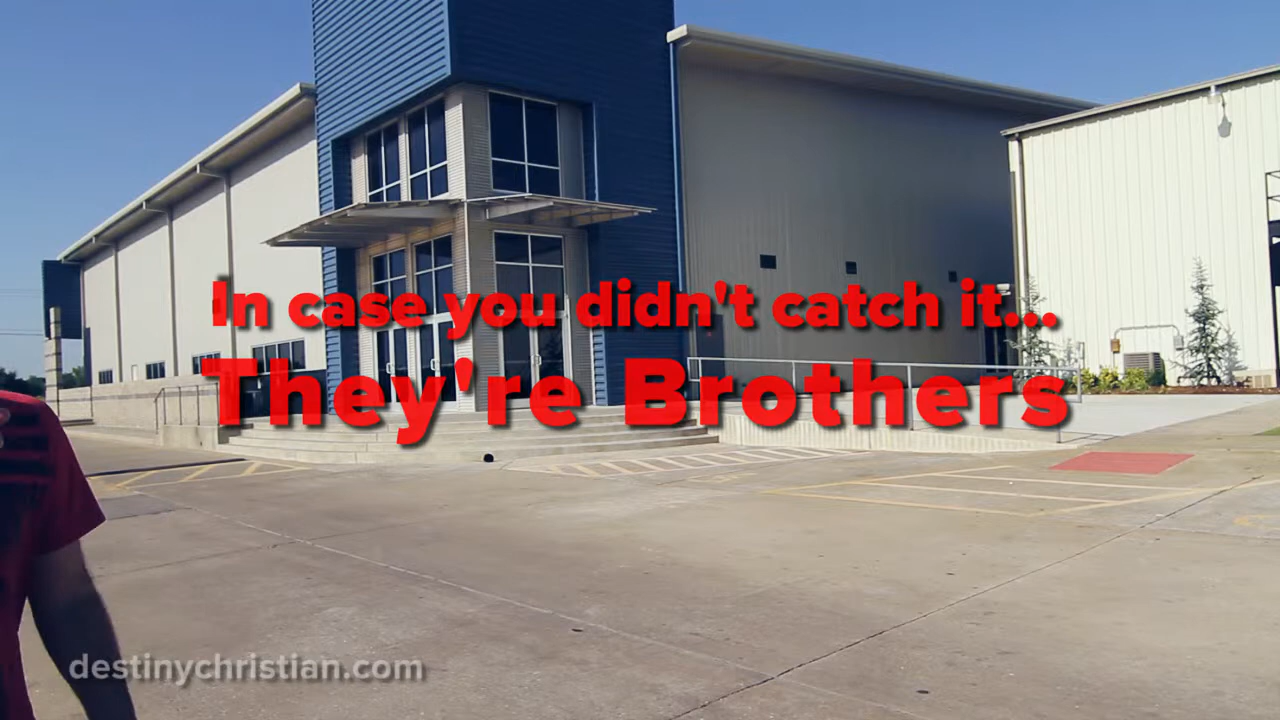 In case you didn't catch it...
They're Brothers
destinychristian.com